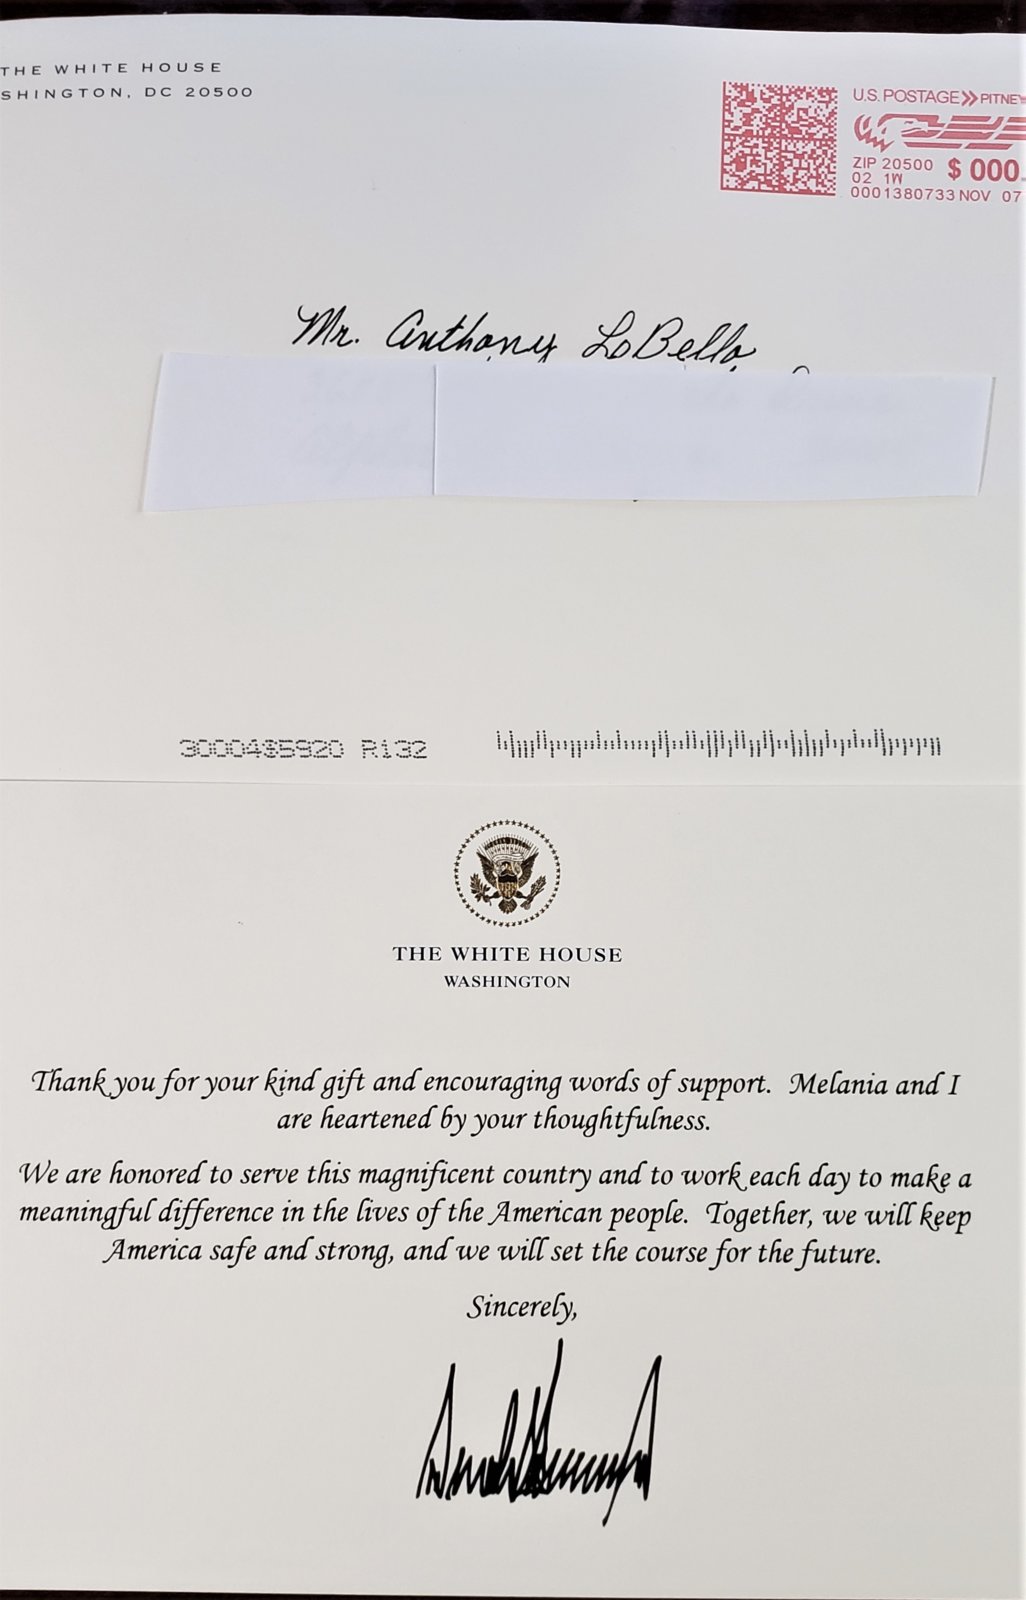 THE WHITE HOUSE
SHINGTON, DC 20500
U.S. POSTAGE
ZIP 20500 $ 000.
02 1W
0001380733 NOV 07
Mr. Anthony LoBello
3000435920 R132
THE WHITE HOUSE
WASHINGTON
Thank you for your kind gift and encouraging words of support. Melania and I
are heartened by your thoughtfulness.
We are honored to serve this magnificent country and to work each day to make a
meaningful difference in the lives of the American people. Together, we will keep
America safe and strong, and we will set the course for the future.
Sincerely,